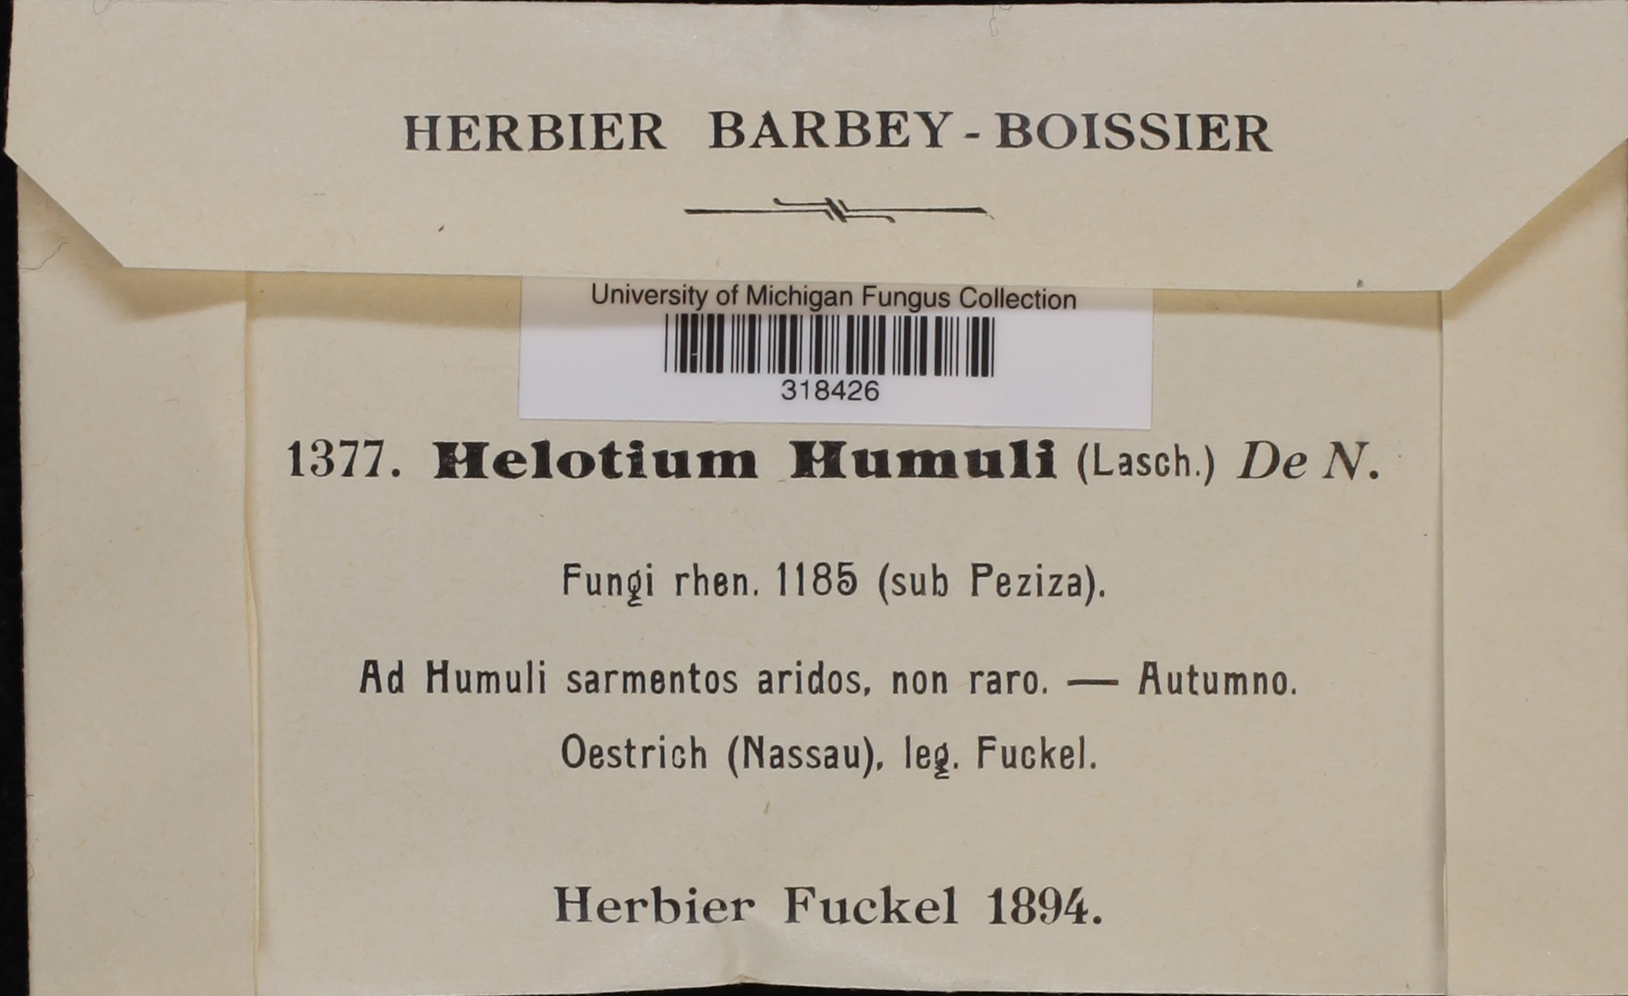 HERBIER BARBEY-BOISSIER
University of Michigan Fungus Collection
318426
1377. Helotium Humuli (Lasch.) De N.
Fungi rhen. 1185 (sub Peziza).
Ad Humuli sarmentos aridos, non raro. — Autumno.
Oestrich (Nassau), leg. Fuckel.
Herbier Fuckel 1894.